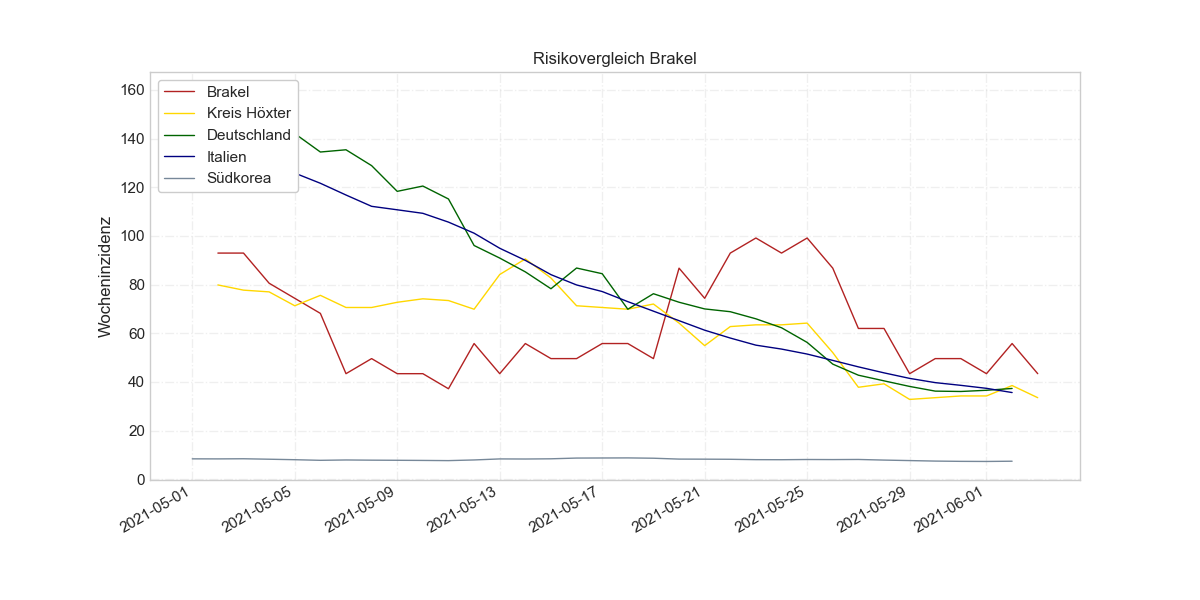 Risikovergleich Brakel
Wocheninzidenz
160
140
120
100
80
60
40
20
0
Brakel
Kreis Höxter
Deutschland
Italien
Südkorea
2021-05-01
2021-05-05
2021-05-09
2021-05-13
2021-05-17
2021-05-21
2021-05-25
2021-05-29
2021-06-01